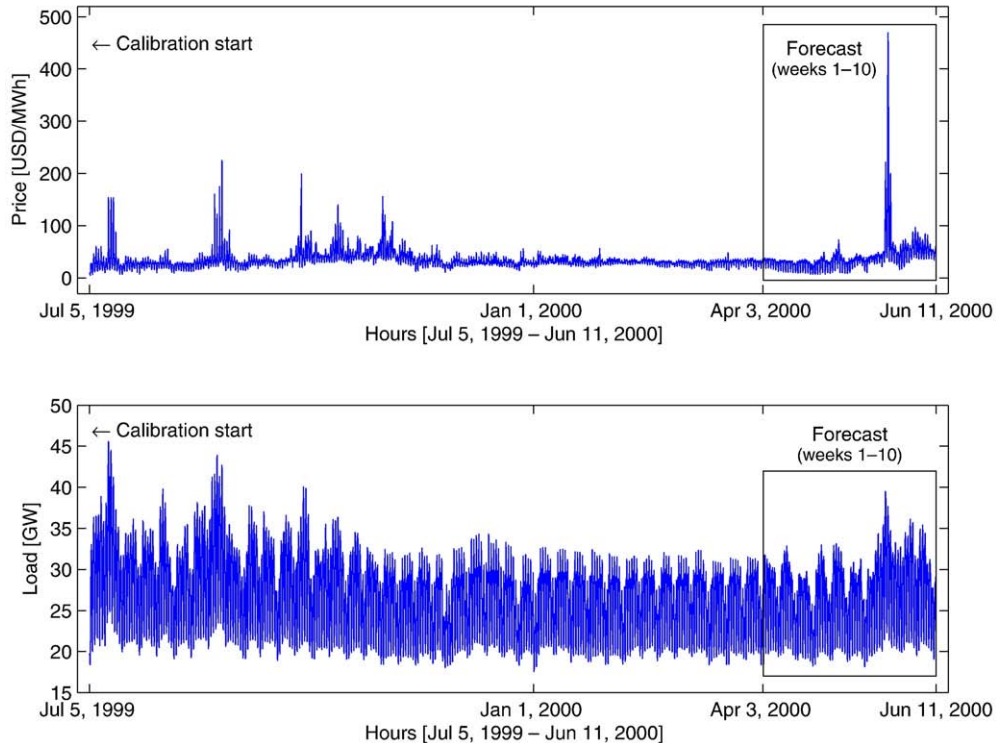 500
400
300
200
100
0
Price [USD/MWh]
← Calibration start
Forecast
(weeks 1–10)
Jul 5, 1999
Jan 1, 2000
Apr 3, 2000
Jun 11, 2000
Hours [Jul 5, 1999 – Jun 11, 2000]
50
45
40
35
30
25
20
15
Load [GW]
← Calibration start
Forecast
(weeks 1–10)
Jul 5, 1999
Jan 1, 2000
Apr 3, 2000
Jun 11, 2000
Hours [Jul 5, 1999 – Jun 11, 2000]